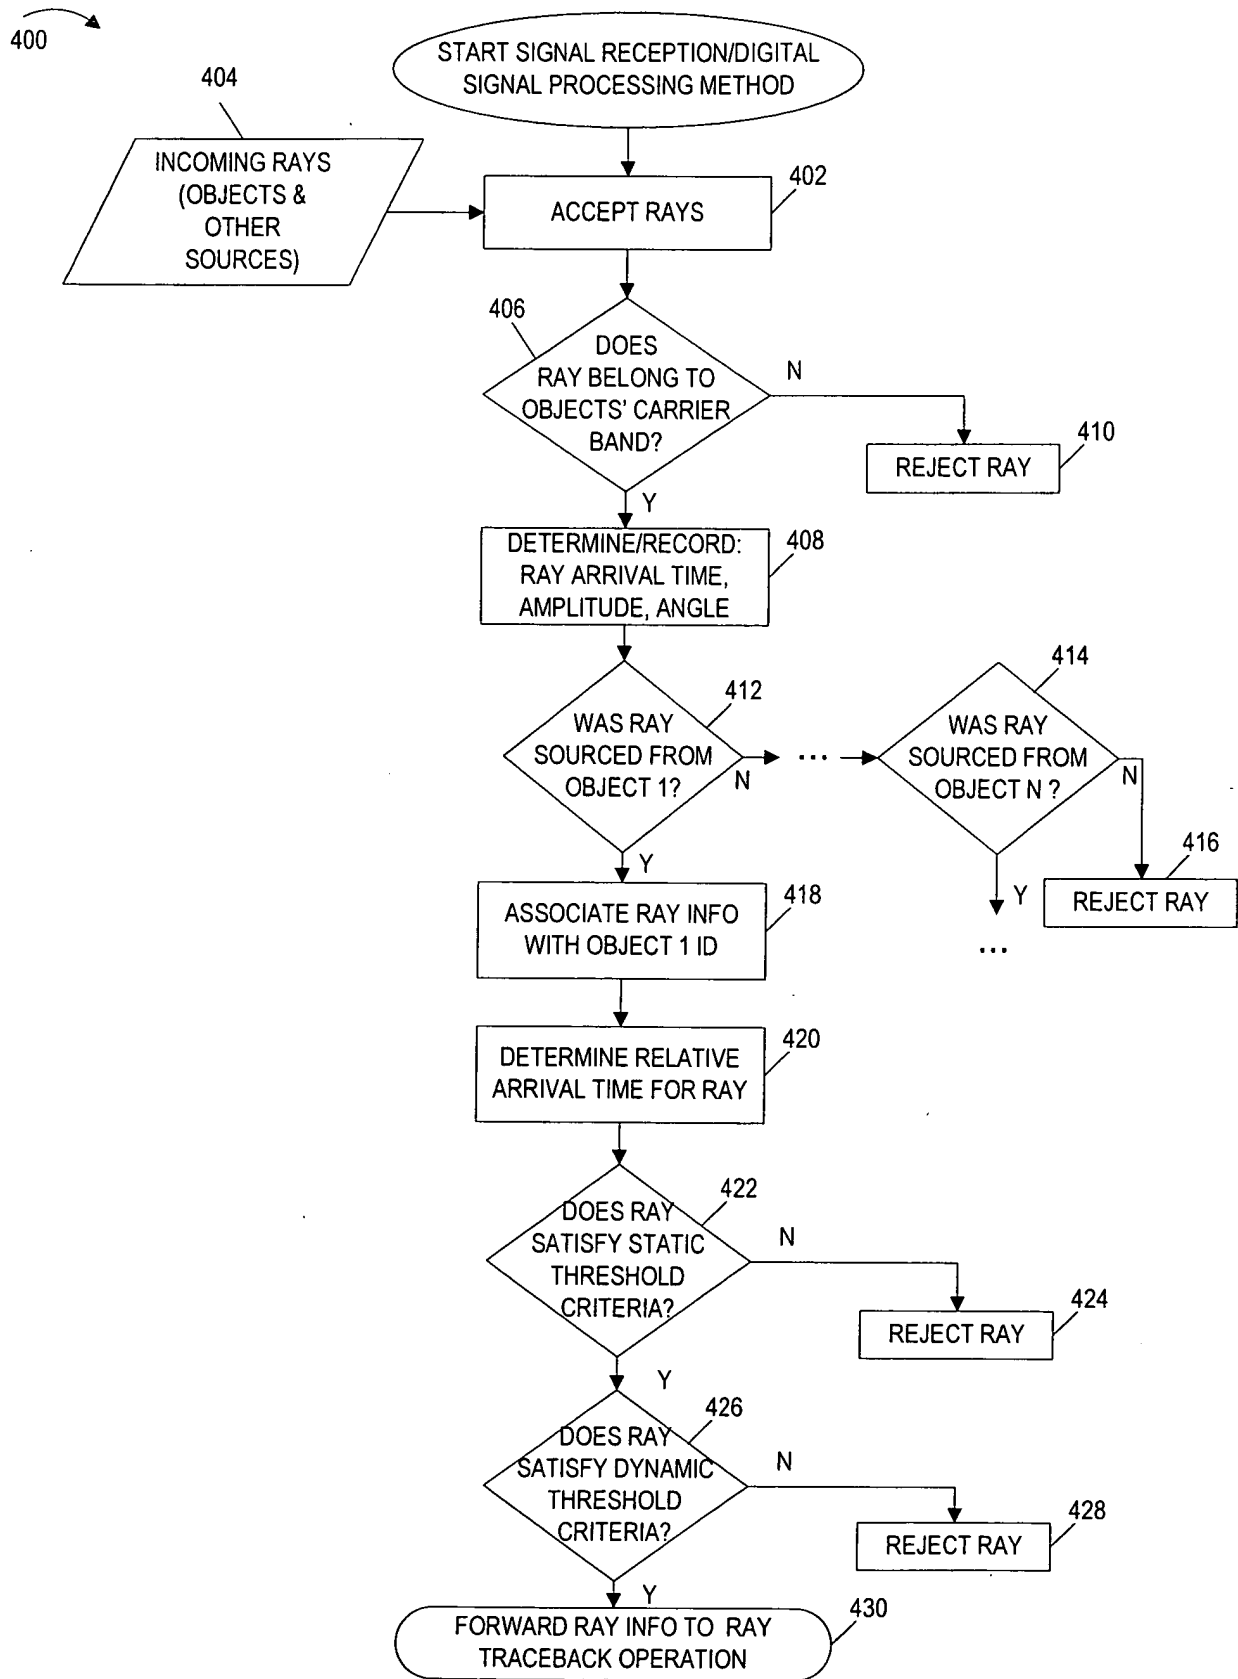 400
START SIGNAL RECEPTION/DIGITAL
SIGNAL PROCESSING METHOD
404
INCOMING RAYS
(OBJECTS &
OTHER
SOURCES)
402
ACCEPT RAYS
406
DOES
RAY BELONG TO
OBJECTS' CARRIER
BAND?
N
410
REJECT RAY
Y
408
DETERMINE/RECORD:
RAY ARRIVAL TIME,
AMPLITUDE, ANGLE
412
WAS RAY
SOURCED FROM
OBJECT 1?
N
...
414
WAS RAY
SOURCED FROM
OBJECT N ?
N
416
REJECT RAY
Y
...
Y
418
ASSOCIATE RAY INFO
WITH OBJECT 1 ID
420
DETERMINE RELATIVE
ARRIVAL TIME FOR RAY
422
DOES RAY
SATISFY STATIC
THRESHOLD
CRITERIA?
N
424
REJECT RAY
Y
426
DOES RAY
SATISFY DYNAMIC
THRESHOLD
CRITERIA?
N
428
REJECT RAY
Y
430
FORWARD RAY INFO TO RAY
TRACEBACK OPERATION